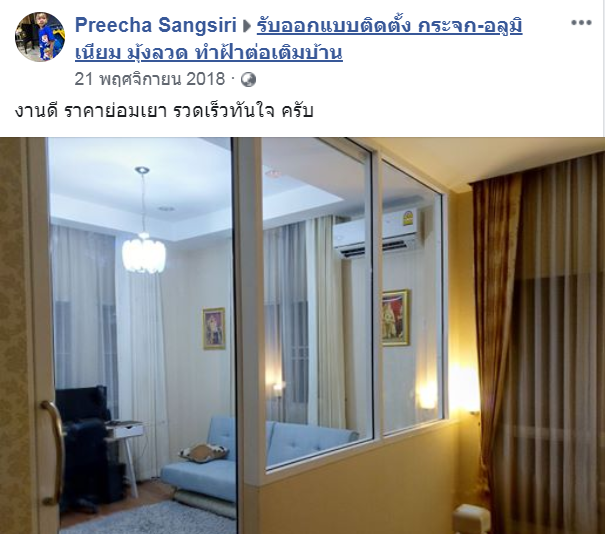 Preecha Sangsiri ▸ รับออกแบบติดตั้ง กระจก-อลูมิ
เนียม มุ้งลวด ทำฝ้าต่อเติมบ้าน
21 พฤศจิกายน 2018 ·
งานดี ราคาย่อมเยา รวดเร็วทันใจ ครับ